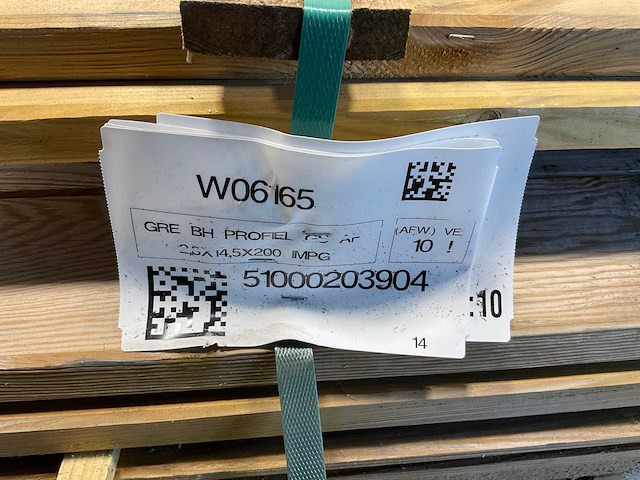 W06165
GRE BH PROFIEL
14,5X200 IMPG
(AFW.) VE:
10 !
51000203904
:10
14